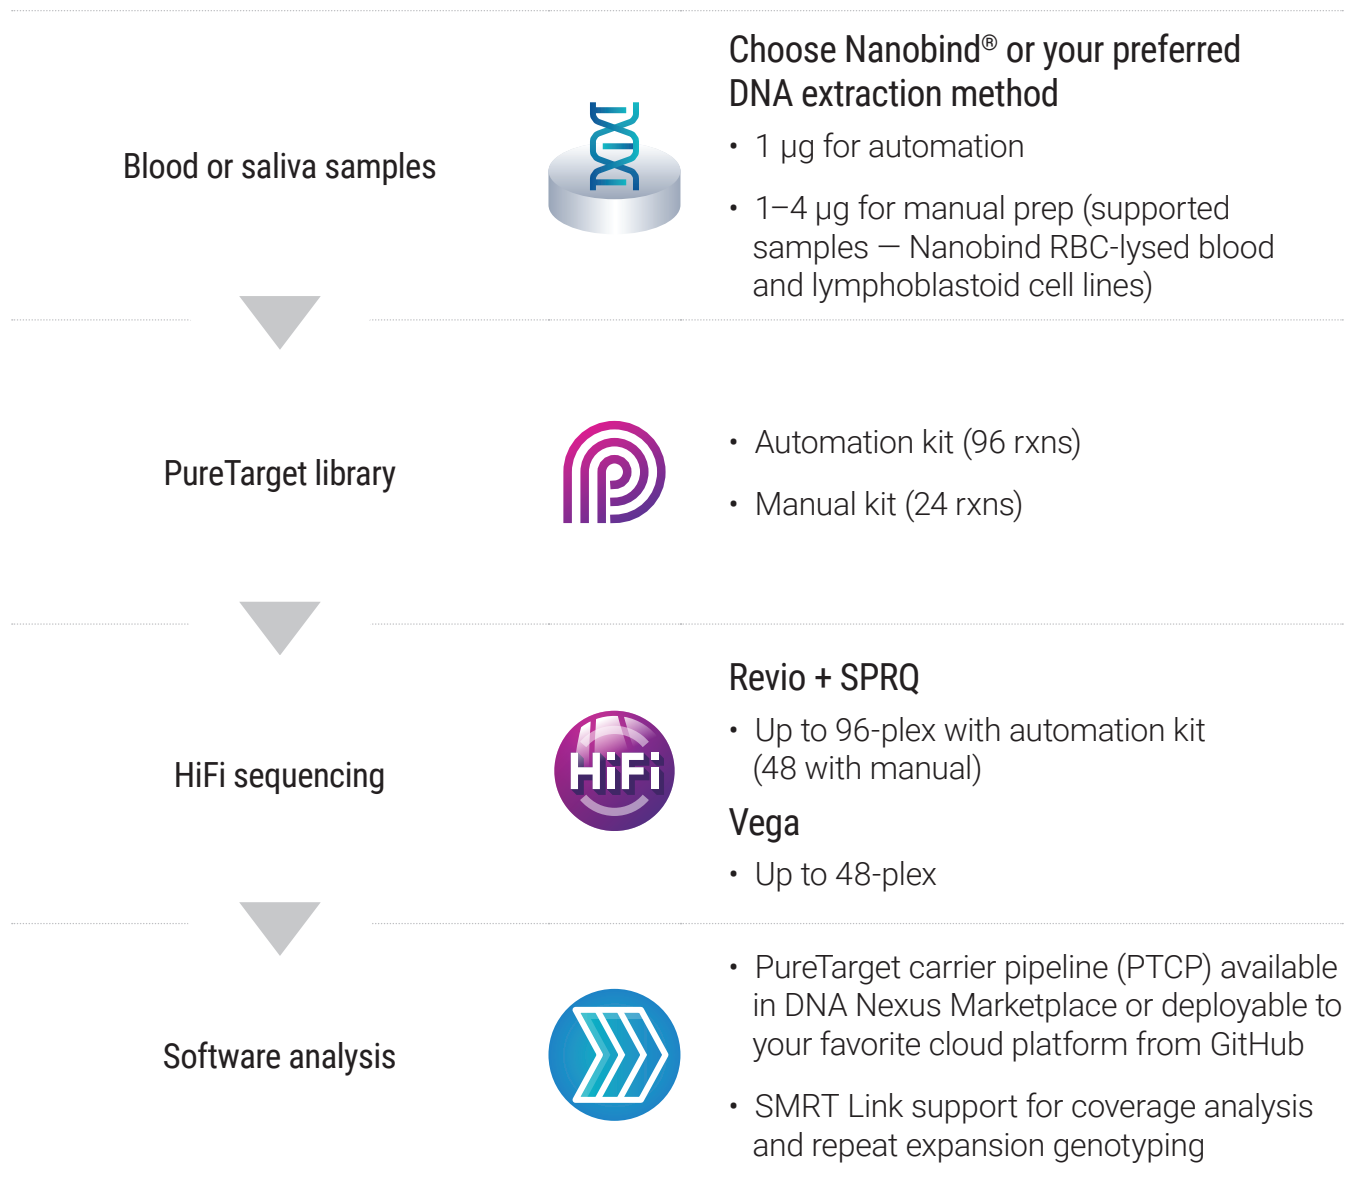 Blood or saliva samples
Choose Nanobind® or your preferred
DNA extraction method
• 1 µg for automation
• 1–4 µg for manual prep (supported
samples — Nanobind RBC-lysed blood
and lymphoblastoid cell lines)
PureTarget library
• Automation kit (96 rxns)
• Manual kit (24 rxns)
HiFi sequencing
HiFi
Revio + SPRQ
• Up to 96-plex with automation kit
(48 with manual)
Vega
• Up to 48-plex
Software analysis
• PureTarget carrier pipeline (PTCP) available
in DNA Nexus Marketplace or deployable to
your favorite cloud platform from GitHub
• SMRT Link support for coverage analysis
and repeat expansion genotyping